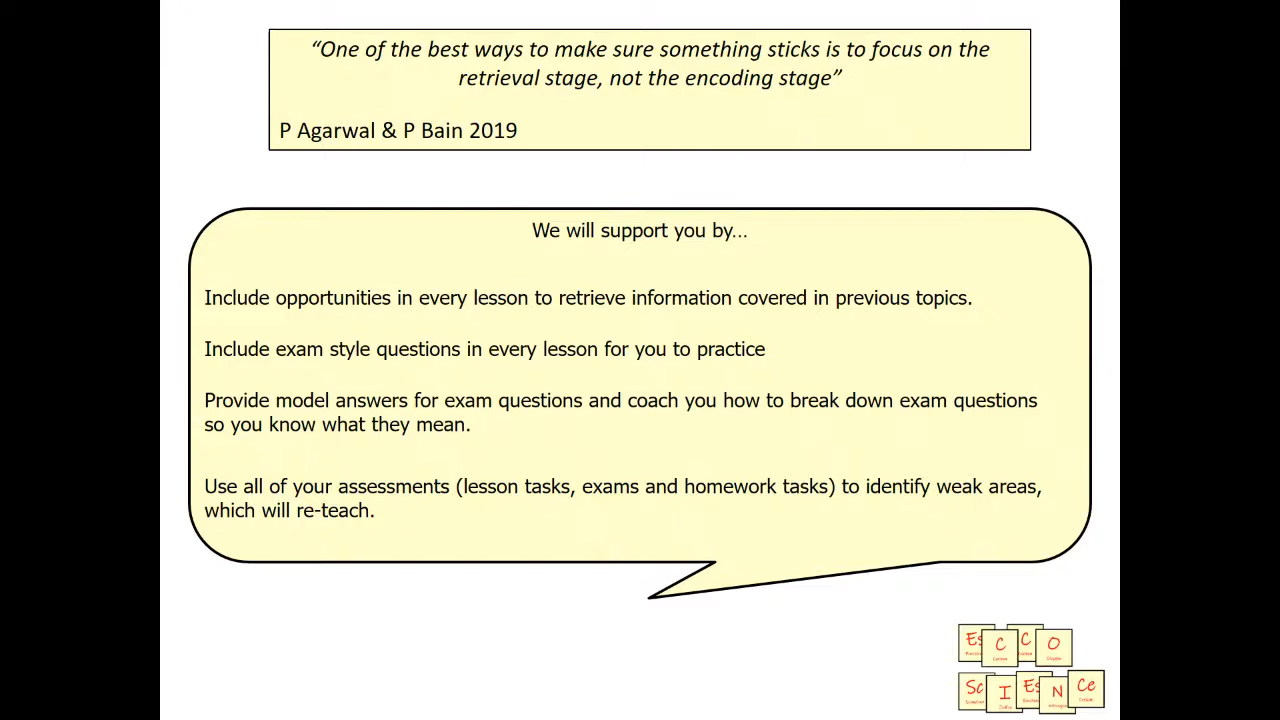 “One of the best ways to make sure something sticks is to focus on the
retrieval stage, not the encoding stage”
P Agarwal & P Bain 2019
We will support you by…
Include opportunities in every lesson to retrieve information covered in previous topics.
Include exam style questions in every lesson for you to practice
Provide model answers for exam questions and coach you how to break down exam questions
so you know what they mean.
Use all of your assessments (lesson tasks, exams and homework tasks) to identify weak areas,
which will re-teach.
Es C C O
Sc I Es N Ce